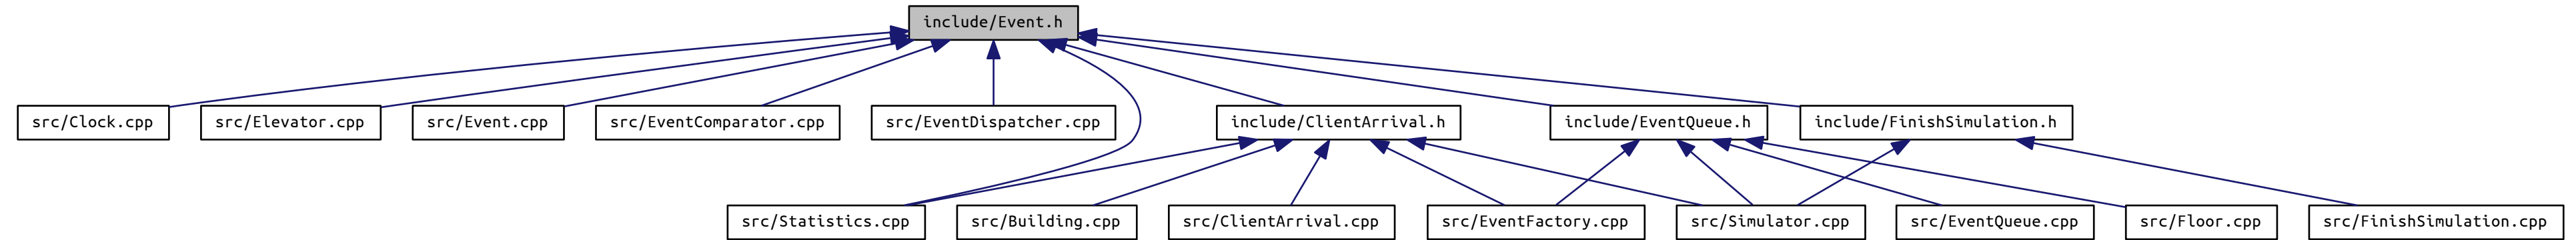 include/Event.h
src/Clock.cpp
src/Elevator.cpp
src/Event.cpp
src/EventComparator.cpp
src/EventDispatcher.cpp
include/ClientArrival.h
include/EventQueue.h
include/FinishSimulation.h
src/Statistics.cpp
src/Building.cpp
src/ClientArrival.cpp
src/EventFactory.cpp
src/Simulator.cpp
src/EventQueue.cpp
src/Floor.cpp
src/FinishSimulation.cpp